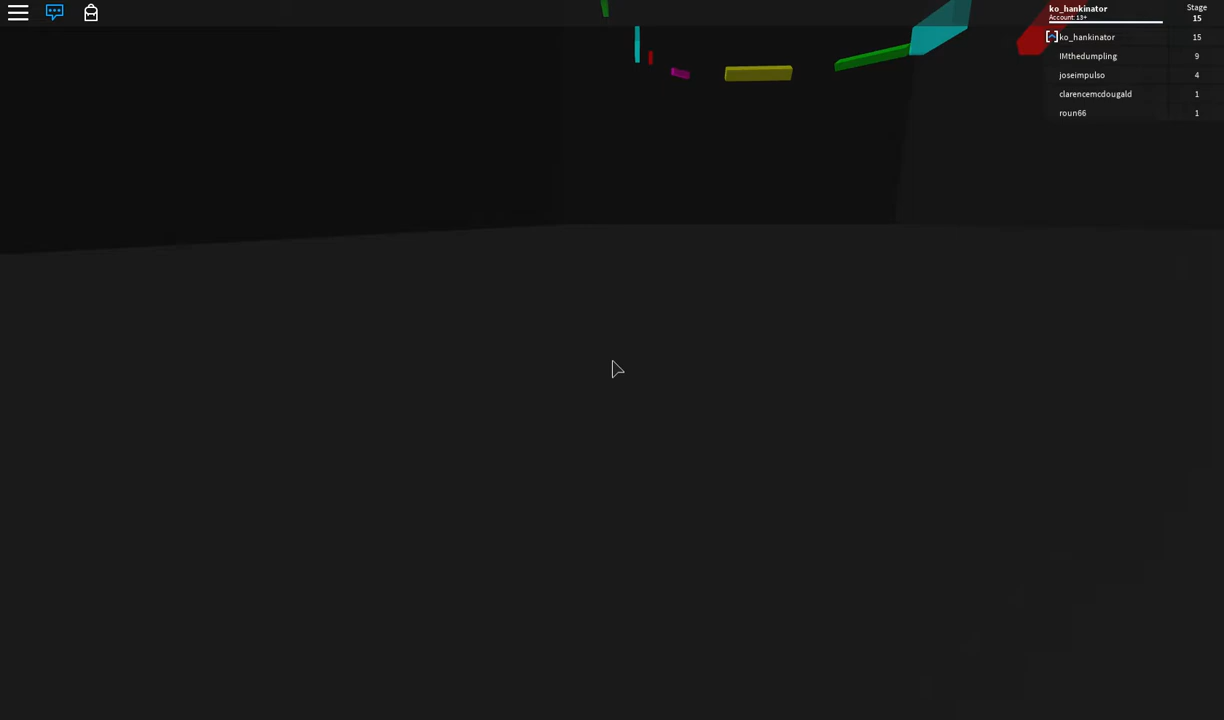 ko_hankinator Stage
Account: 13+ 15
ko_hankinator 15
IMthedumpling 9
joseimpulso 4
clarencemcdougald 1
roun66 1